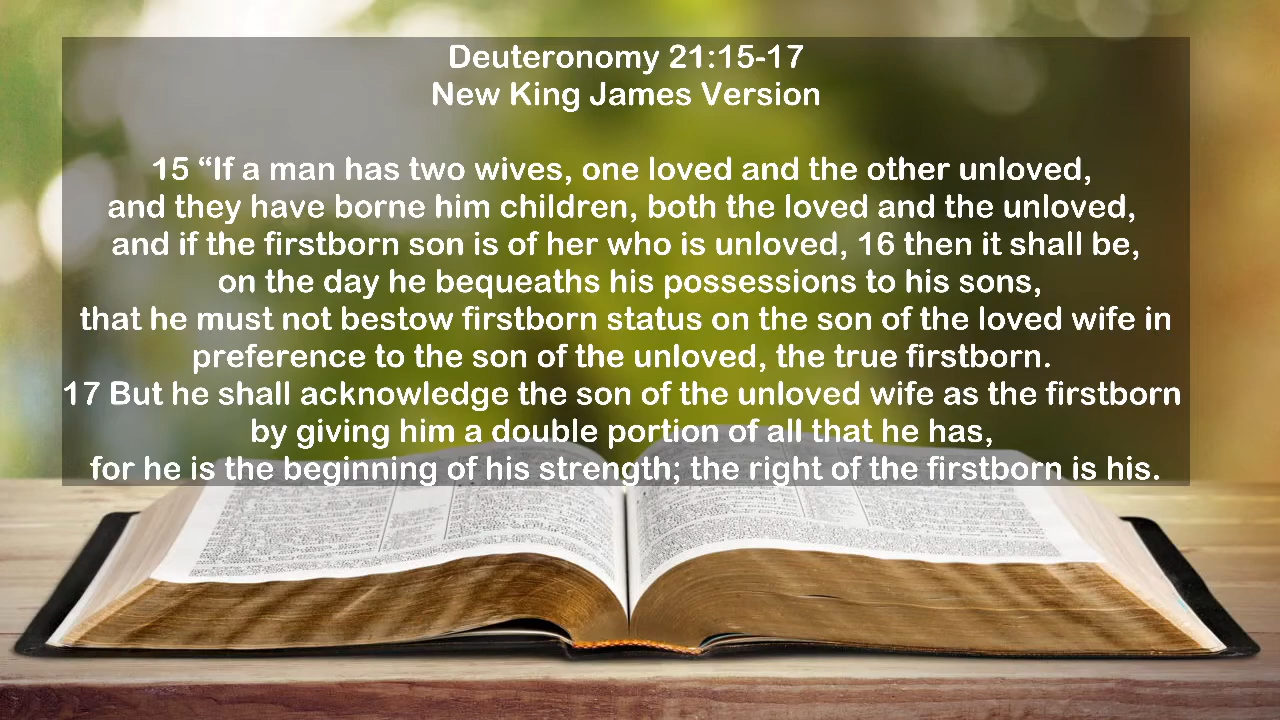 Deuteronomy 21:15-17
New King James Version
15 “If a man has two wives, one loved and the other unloved,
and they have borne him children, both the loved and the unloved,
and if the firstborn son is of her who is unloved, 16 then it shall be,
on the day he bequeaths his possessions to his sons,
that he must not bestow firstborn status on the son of the loved wife in
preference to the son of the unloved, the true firstborn.
17 But he shall acknowledge the son of the unloved wife as the firstborn
by giving him a double portion of all that he has,
for he is the beginning of his strength; the right of the firstborn is his.